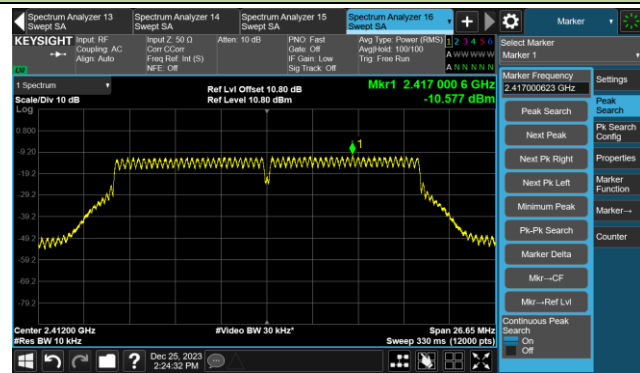 Spectrum Analyzer 13
Swept SA
Spectrum Analyzer 14
Swept SA
Spectrum Analyzer 15
Swept SA
Spectrum Analyzer 16
Swept SA
Marker
KEYSIGHT
Input: RF
Coupling: AC
Align: Auto
Input Z: 50 Ω
Corr CCorr
Freq Ref: Int (S)
NFE: Off
Atten: 10 dB
PNO: Fast
Gate: Off
IF Gain: Low
Sig Track: Off
Avg Type: Power (RMS)
Avg|Hold: 100/100
Trig: Free Run
1 2 3 4 5 6
A W W W W W
A N N N N N
Select Marker
Marker 1
1 Spectrum
Scale/Div 10 dB
Log
Ref Lvl Offset 10.80 dB
Ref Level 10.80 dBm
Mkr1 2.417 000 6 GHz
-10.577 dBm
0.800
-9.20
-19.2
-29.2
-39.2
-49.2
-59.2
-69.2
-79.2
1
Center 2.41200 GHz
#Res BW 10 kHz
#Video BW 30 kHz*
Span 26.65 MHz
Sweep 330 ms (12000 pts)
Marker Frequency
2.417000623 GHz
Peak Search
Next Peak
Next Pk Right
Next Pk Left
Minimum Peak
Pk-Pk Search
Marker Delta
Mkr→CF
Mkr→Ref Lvl
Continuous Peak
Search
On
Off
Settings
Peak
Search
Pk Search
Config
Properties
Marker
Function
Marker→
Counter
Dec 25, 2023
2:24:32 PM